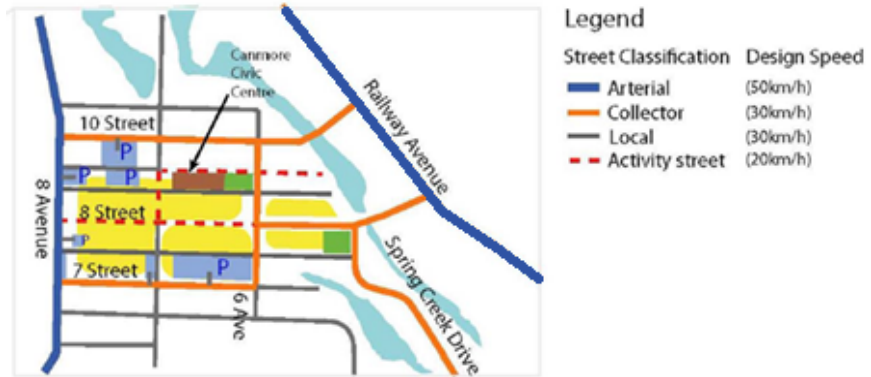 Canmore
Civic
Centre
10 Street
P
P
P
P
P
8 Street
7 Street
8 Avenue
6 Ave
Railway Avenue
Spring Creek Drive
Legend
Street Classification Design Speed
Arterial (50km/h)
Collector (30km/h)
Local (30km/h)
Activity street (20km/h)